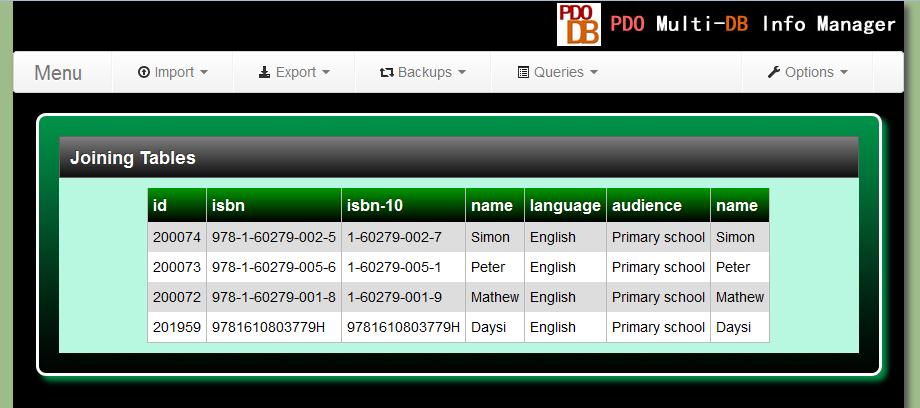 PDO DB PDO Multi-DB Info Manager
Menu Import Export Backups Queries Options
Joining Tables
id isbn isbn-10 name language audience name
200074 978-1-60279-002-5 1-60279-002-7 Simon English Primary school Simon
200073 978-1-60279-005-6 1-60279-005-1 Peter English Primary school Peter
200072 978-1-60279-001-8 1-60279-001-9 Mathew English Primary school Mathew
201959 9781610803779H 9781610803779H Daysi English Primary school Daysi